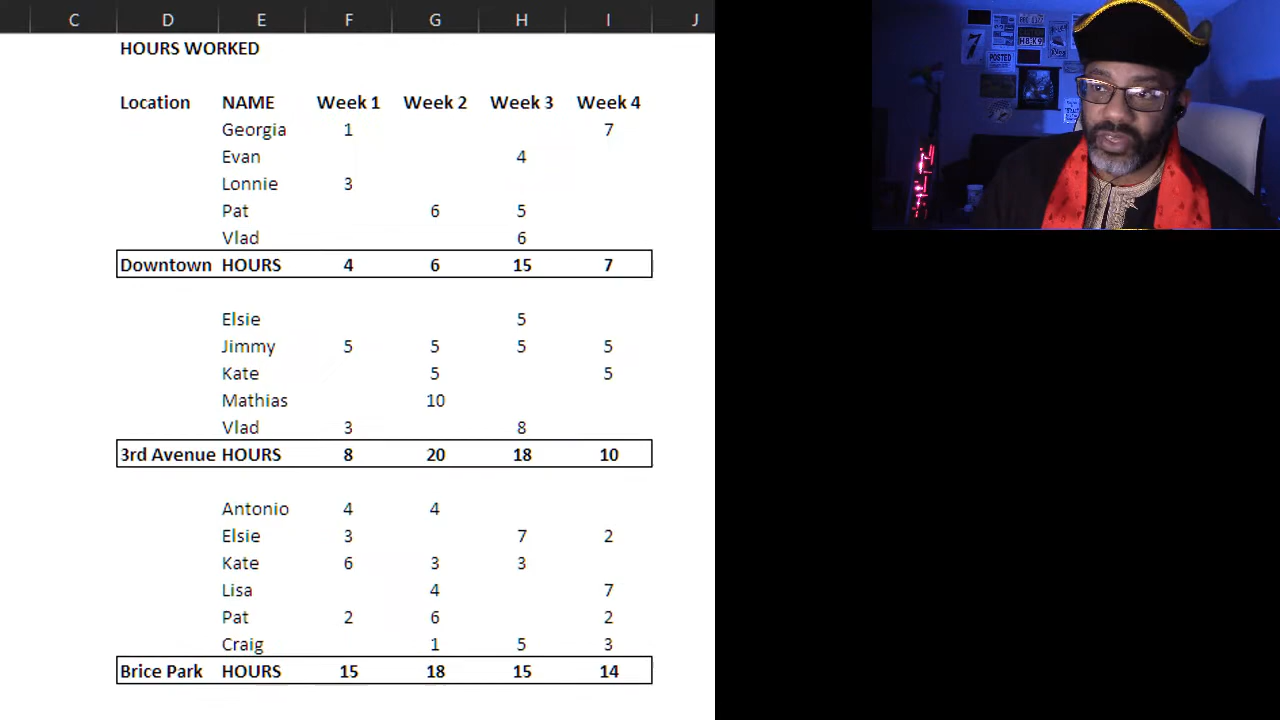 C D E F G H I J
HOURS WORKED
Location NAME Week 1 Week 2 Week 3 Week 4
Georgia 1 7
Evan 4
Lonnie 3
Pat 6 5
Vlad 6
Downtown HOURS 4 6 15 7
Elsie 5
Jimmy 5 5 5 5
Kate 5 5
Mathias 10
Vlad 3 8
3rd Avenue HOURS 8 20 18 10
Antonio 4 4
Elsie 3 7 2
Kate 6 3 3
Lisa 4 7
Pat 2 6 2
Craig 1 5 3
Brice Park HOURS 15 18 15 14
7
POSTED